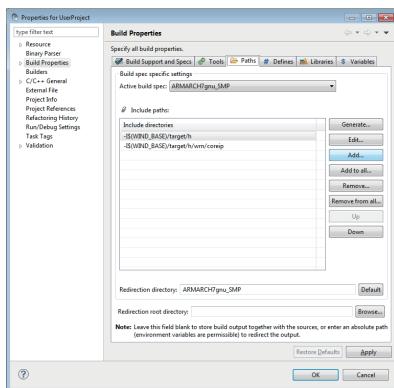 Properties for UserProject
type filter text
Resource
Binary Parser
Build Properties
Builders
C/C++ General
External File
Project Info
Project References
Refactoring History
Run/Debug Settings
Task Tags
Validation
Build Properties
Specify all build properties.
Build Support and Specs
Tools
Paths
# Defines
Libraries
$ Variables
Build spec specific settings
Active build spec: ARMARCH7gnu_SMP
Include paths:
Include directories
-I$(WIND_BASE)/target/h
-I$(WIND_BASE)/target/h/wrn/coreip
Generate...
Edit...
Add...
Add to all...
Remove...
Remove from all...
Up
Down
Redirection directory: ARMARCH7gnu_SMP
Default
Redirection root directory:
Browse...
Note: Leave this field blank to store build output together with the sources, or enter an absolute path
(environment variables are permissible) to redirect the output.
Restore Defaults
Apply
OK
Cancel